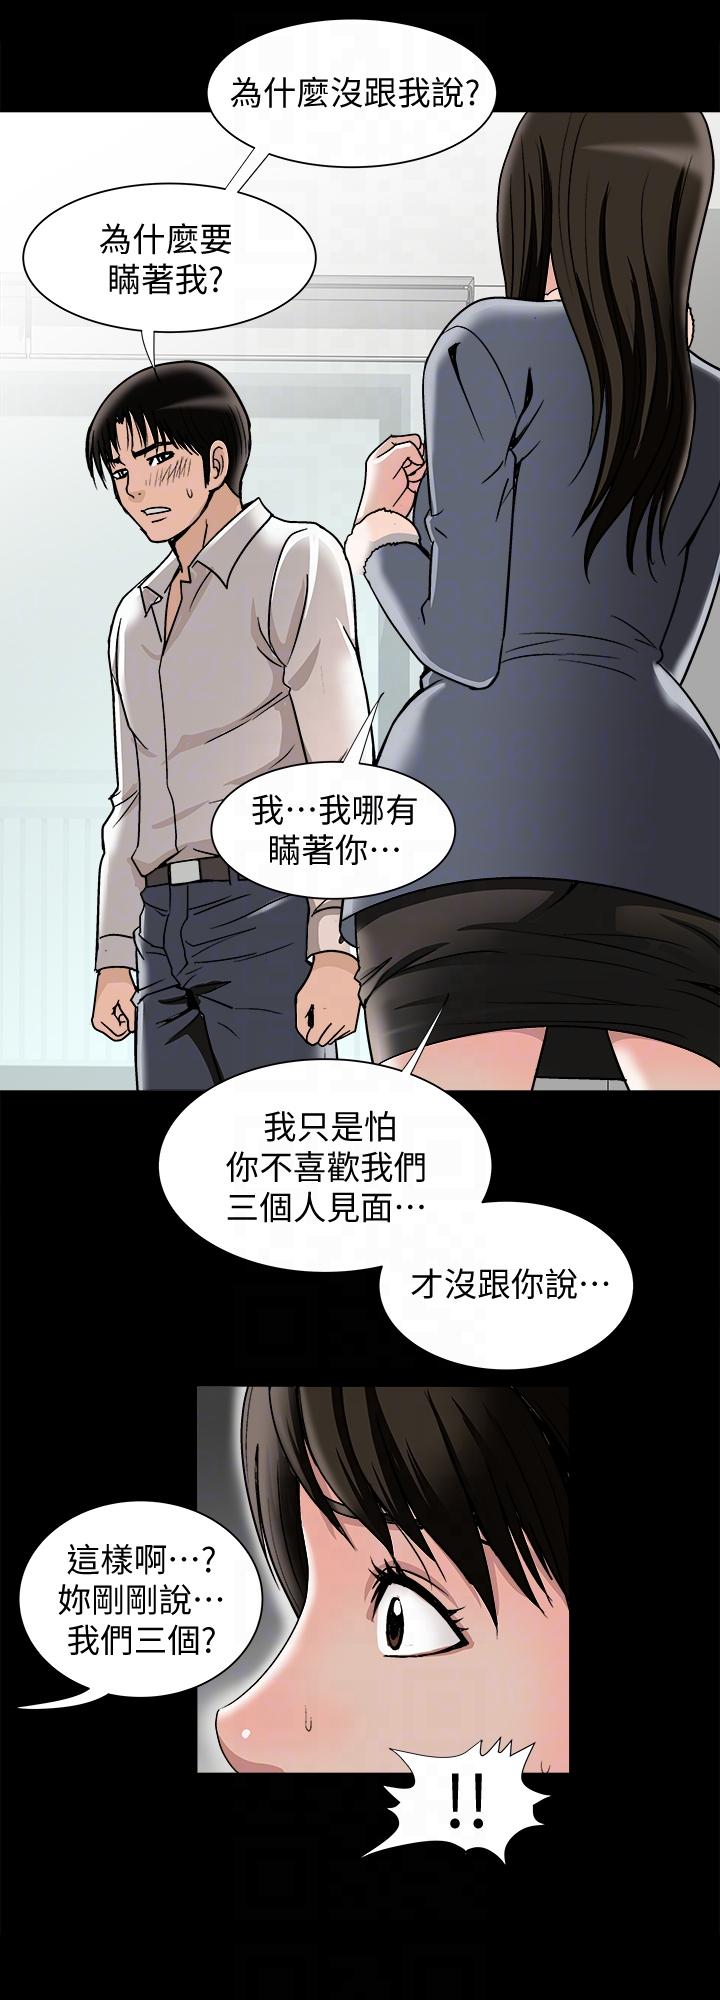 為什麼沒跟我說?
為什麼要
瞞著我?
我…我哪有
瞞著你…
我只是怕
你不喜歡我們
三個人見面…
才沒跟你說…
這樣啊…?
妳剛剛說…
我們三個?
!!